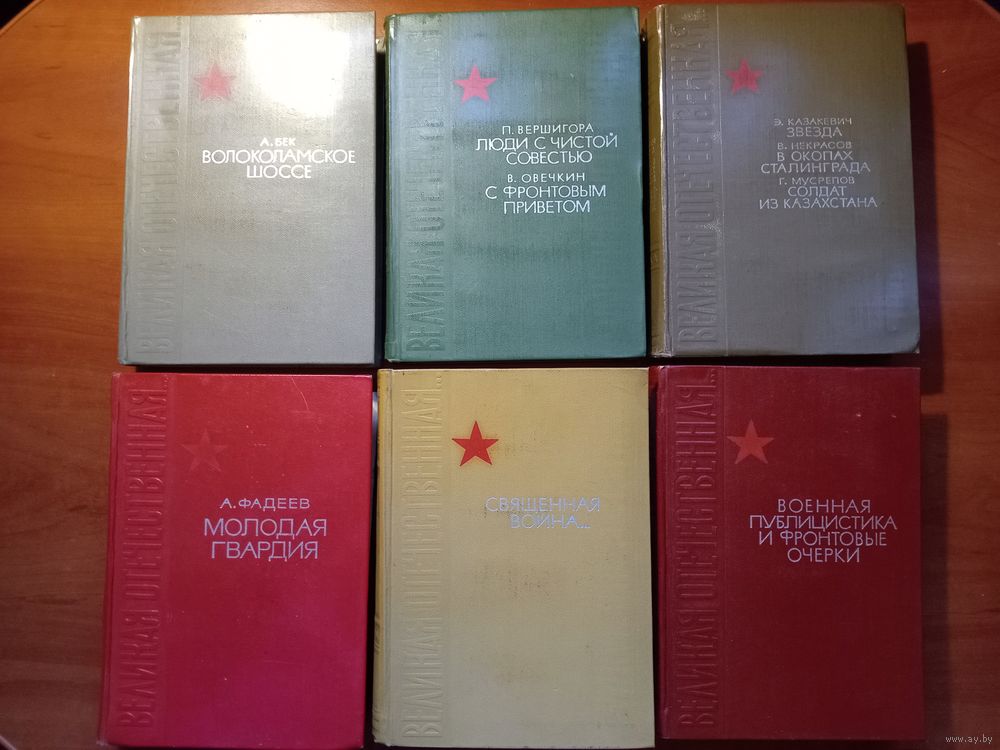 ВЕЛИКАЯ ОТЕЧЕСТВЕННАЯ...
А. БЕК
ВОЛОКОЛАМСКОЕ
ШОССЕ
ВЕЛИКАЯ ОТЕЧЕСТВЕННАЯ...
П. ВЕРШИГОРА
ЛЮДИ С ЧИСТОЙ
СОВЕСТЬЮ
В. ОВЕЧКИН
С ФРОНТОВЫМ
ПРИВЕТОМ
ВЕЛИКАЯ ОТЕЧЕСТВЕННАЯ...
Э. КАЗАКЕВИЧ
ЗВЕЗДА
В. НЕКРАСОВ
В ОКОПАХ
СТАЛИНГРАДА
Г. МУСРЕПОВ
СОЛДАТ
ИЗ КАЗАХСТАНА
ВЕЛИКАЯ ОТЕЧЕСТВЕННАЯ...
А. ФАДЕЕВ
МОЛОДАЯ
ГВАРДИЯ
ВЕЛИКАЯ ОТЕЧЕСТВЕННАЯ...
СВЯЩЕННАЯ
ВОЙНА...
ВЕЛИКАЯ ОТЕЧЕСТВЕННАЯ...
ВОЕННАЯ
ПУБЛИЦИСТИКА
И ФРОНТОВЫЕ
ОЧЕРКИ
www.ay.by